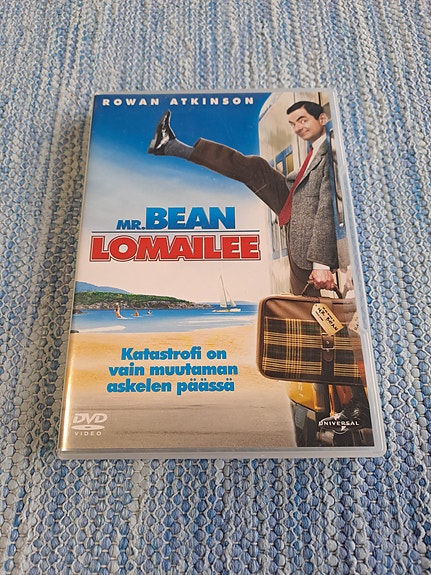 ROWAN ATKINSON
MR. BEAN
LOMAILEE
Katastrofi on
vain muutaman
askelen päässä
DVD
VIDEO
UNIVERSAL